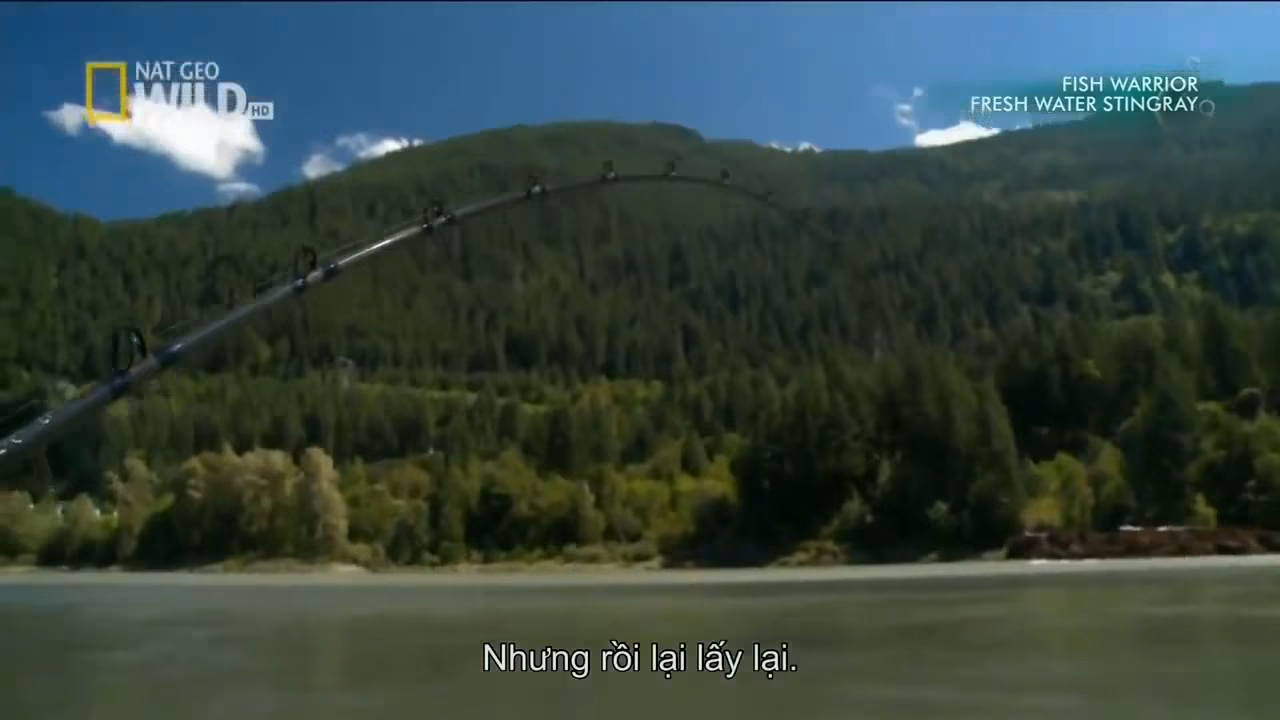 NAT GEO
WILD HD
FISH WARRIOR
FRESH WATER STINGRAY
Nhưng rồi lại lấy lại.